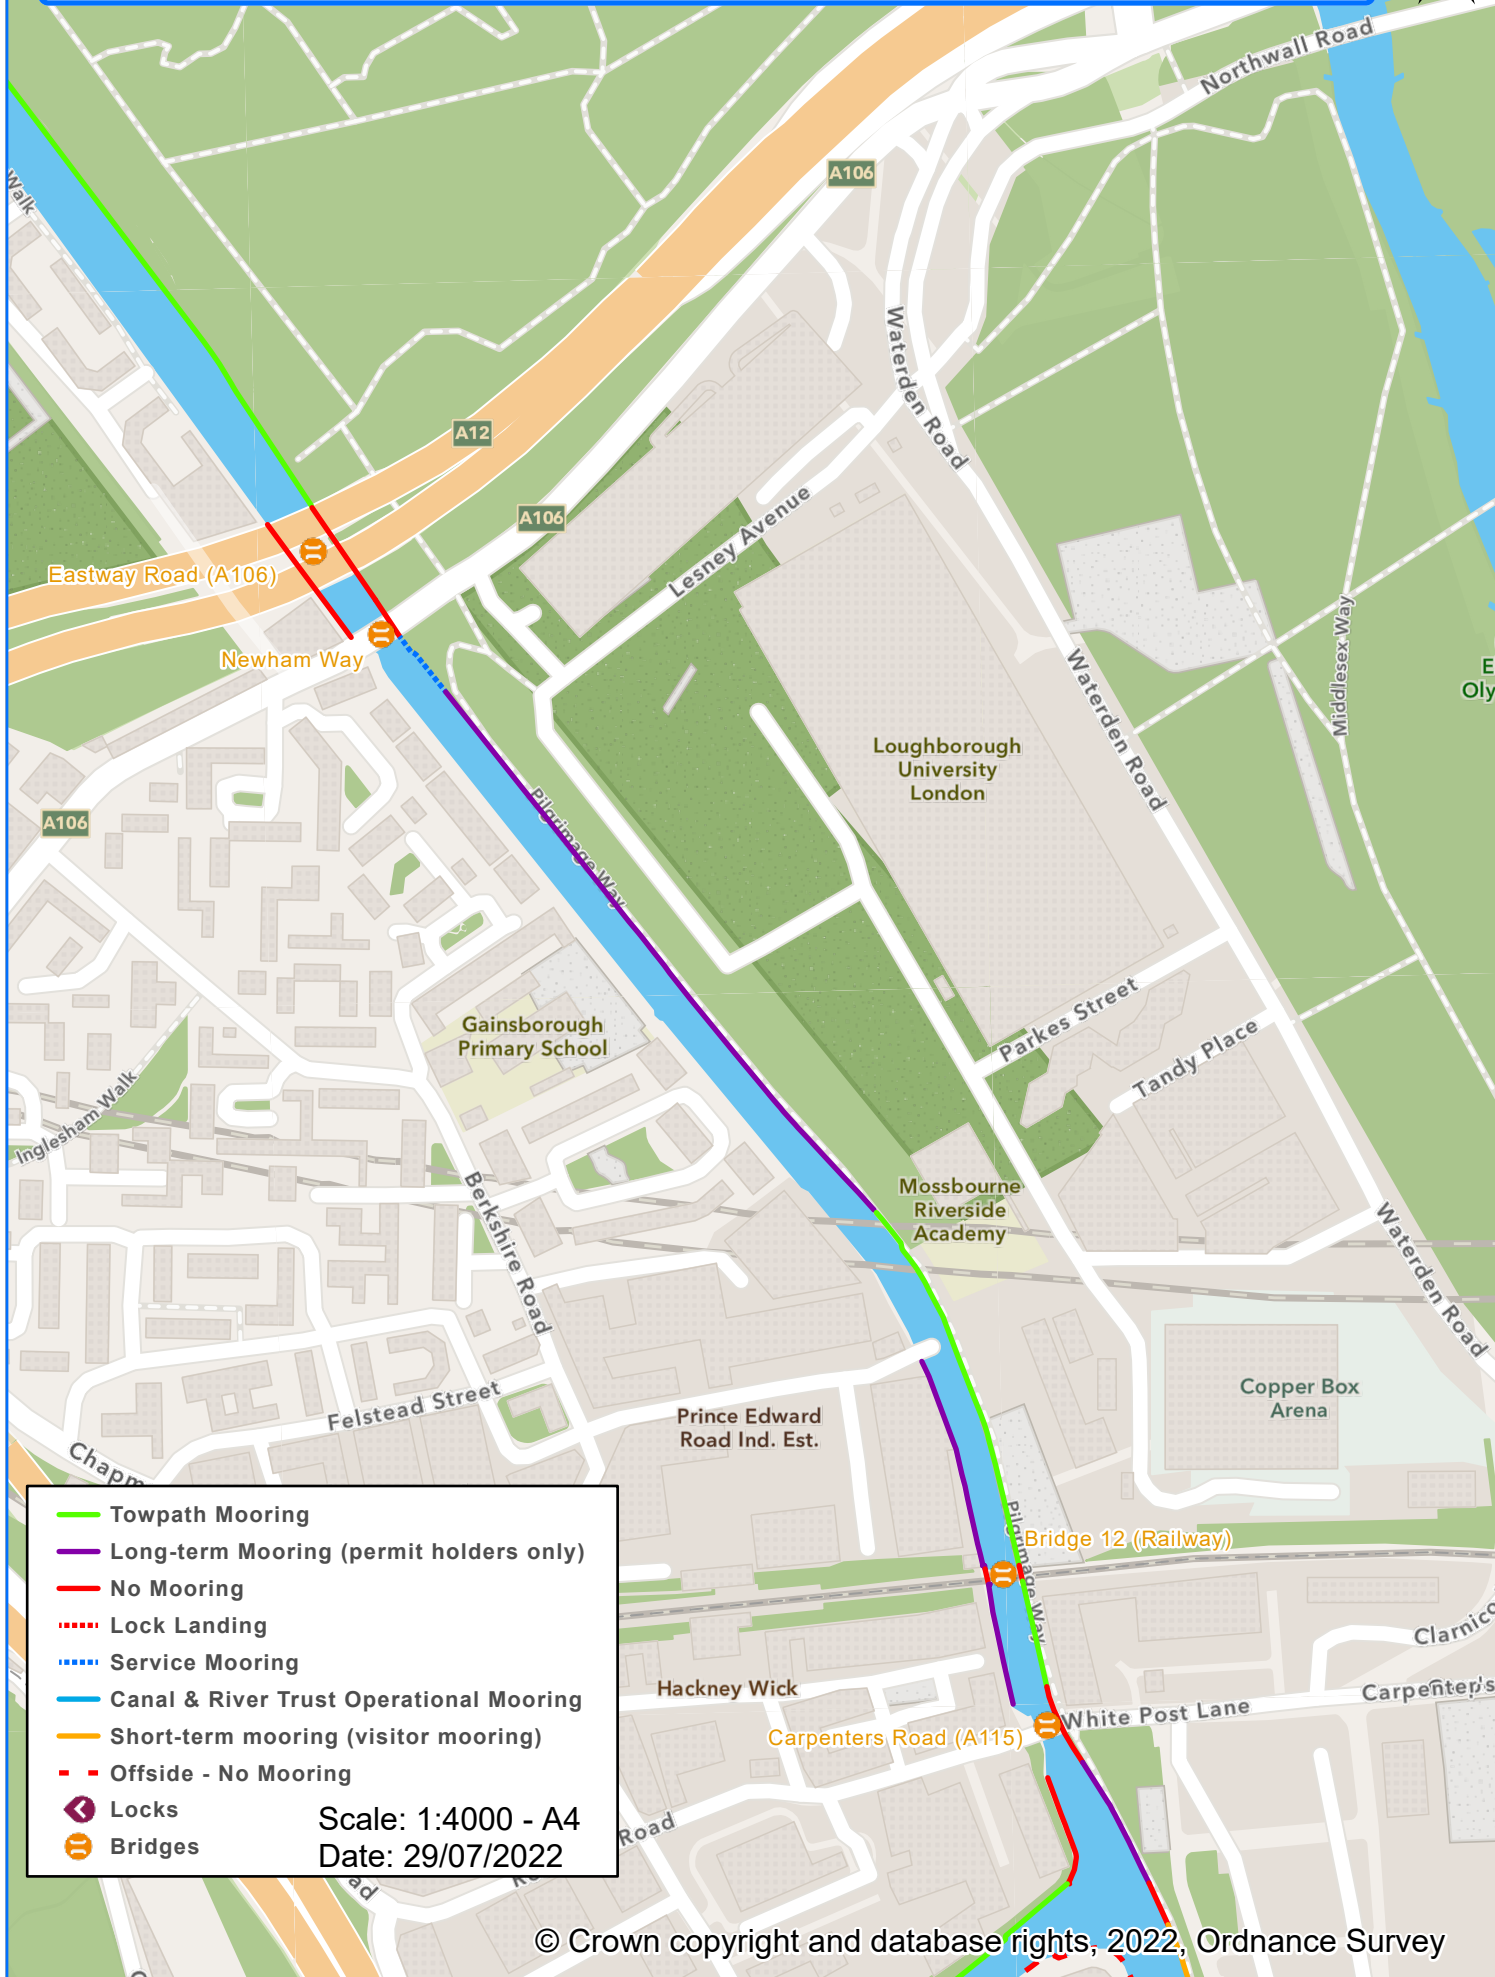 Northwall Road
Walk
A106
Waterden Road
A12
A106
Lesney Avenue
Eastway Road (A106)
Newham Way
Middlesex Way
Waterden Road
Loughborough
University
London
Pilgrimage Way
A106
Parkes Street
Tandy Place
Gainsborough
Primary School
Inglesham Walk
Berkshire Road
Mossbourne
Riverside
Academy
Waterden Road
Felstead Street
Prince Edward
Road Ind. Est.
Copper Box
Arena
Pilgrimage Way
Bridge 12 (Railway)
Hackney Wick
Carpenters Road (A115)
White Post Lane
Road
Towpath Mooring
Long-term Mooring (permit holders only)
No Mooring
Lock Landing
Service Mooring
Canal & River Trust Operational Mooring
Short-term mooring (visitor mooring)
Offside - No Mooring
Locks
Bridges
Scale: 1:4000 - A4
Date: 29/07/2022
© Crown copyright and database rights, 2022, Ordnance Survey